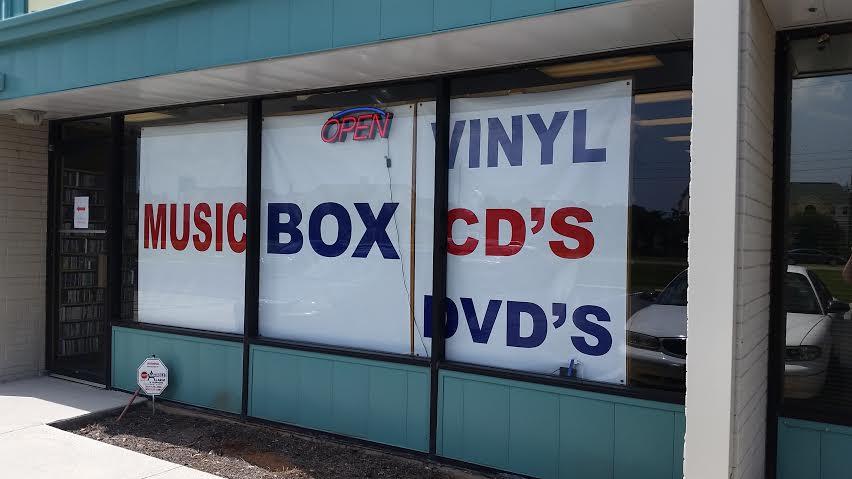 OPEN
MUSIC BOX
VINYL
CD'S
DVD'S